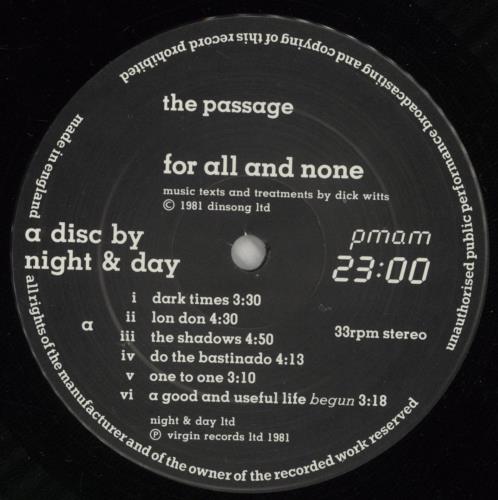 the passage
for all and none
music texts and treatments by dick witts
© 1981 dinsong ltd
a disc by
night & day
pmam
23:00
a
i dark times 3:30
ii lon don 4:30
iii the shadows 4:50
iv do the bastinado 4:13
v one to one 3:10
vi a good and useful life begun 3:18
33rpm stereo
night & day ltd
℗ virgin records ltd 1981
made in england
all rights of the manufacturer and of the owner of the recorded work reserved
unauthorised public performance broadcasting and copying of this record prohibited